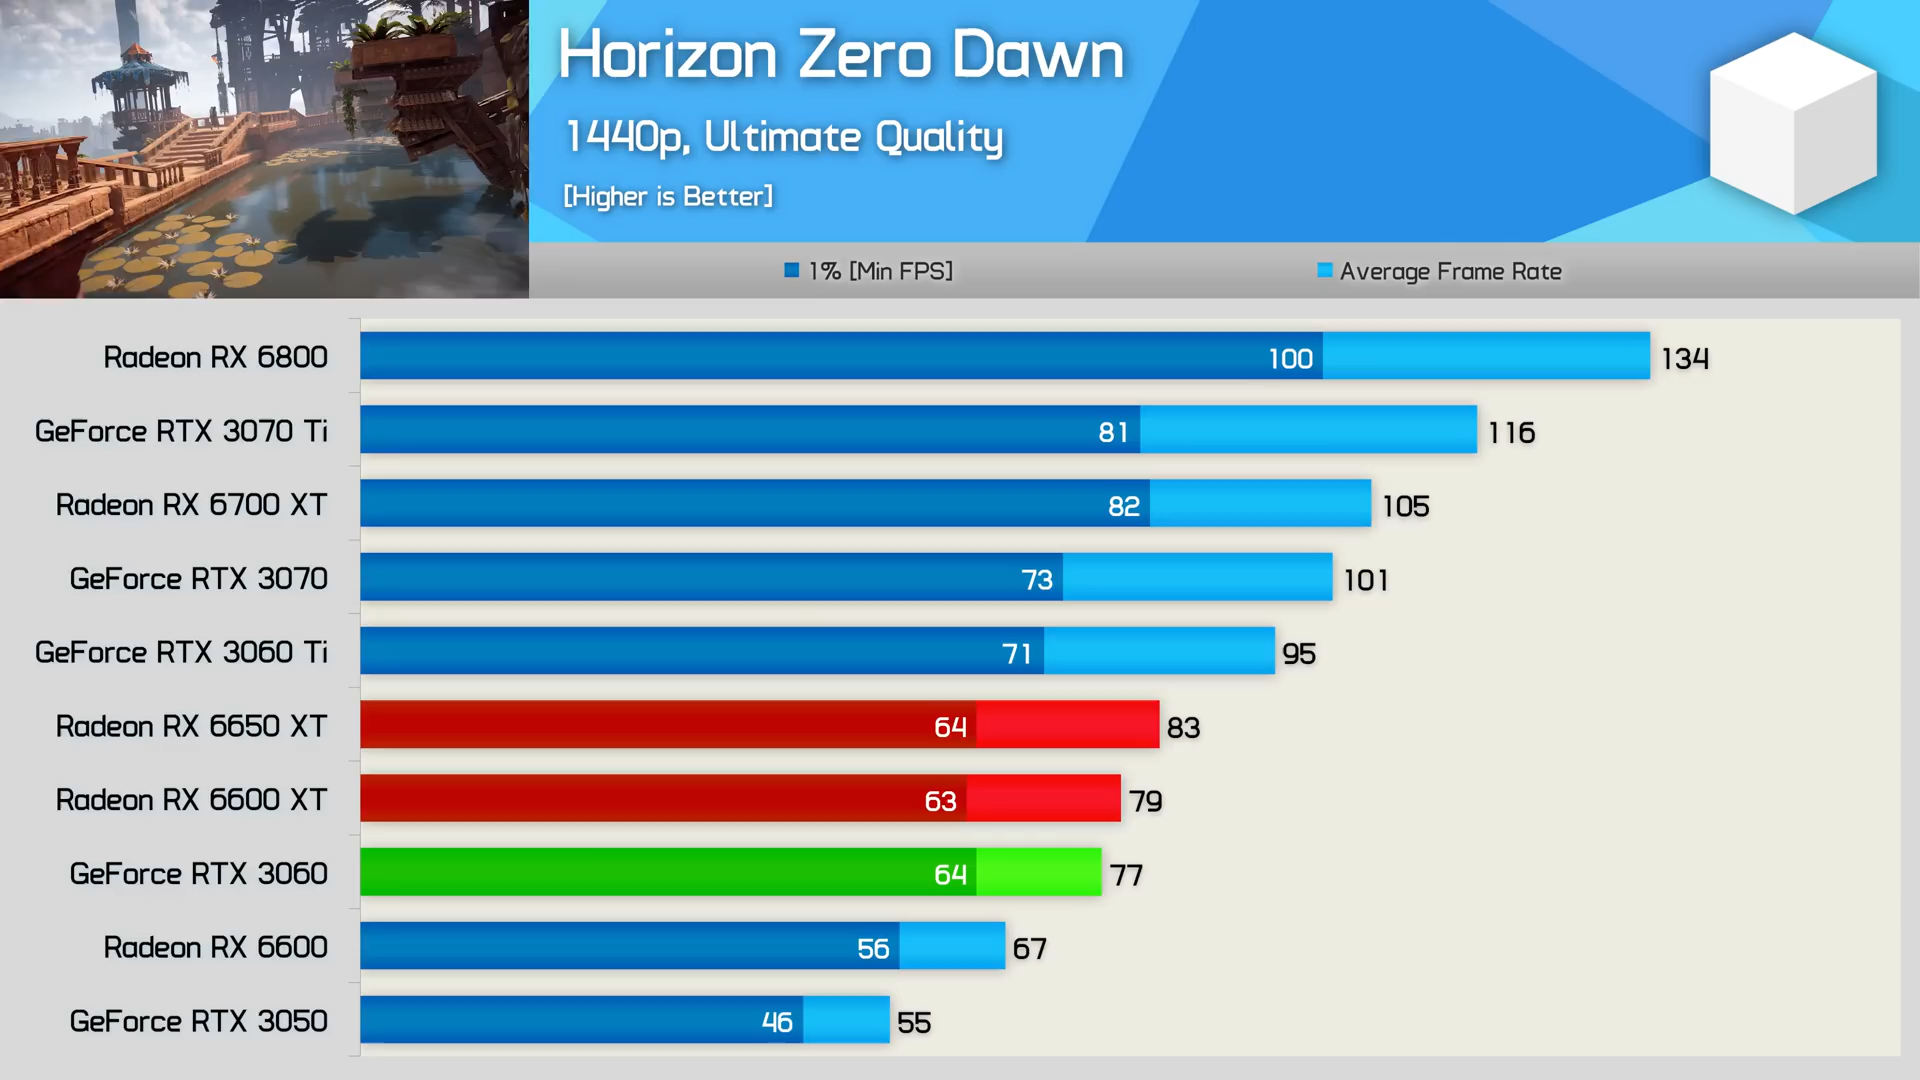 Horizon Zero Dawn
1440p, Ultimate Quality
[Higher is Better]
1% [Min FPS]
Average Frame Rate
Radeon RX 6800 100 134
GeForce RTX 3070 Ti 81 116
Radeon RX 6700 XT 82 105
GeForce RTX 3070 73 101
GeForce RTX 3060 Ti 71 95
Radeon RX 6650 XT 64 83
Radeon RX 6600 XT 63 79
GeForce RTX 3060 64 77
Radeon RX 6600 56 67
GeForce RTX 3050 46 55